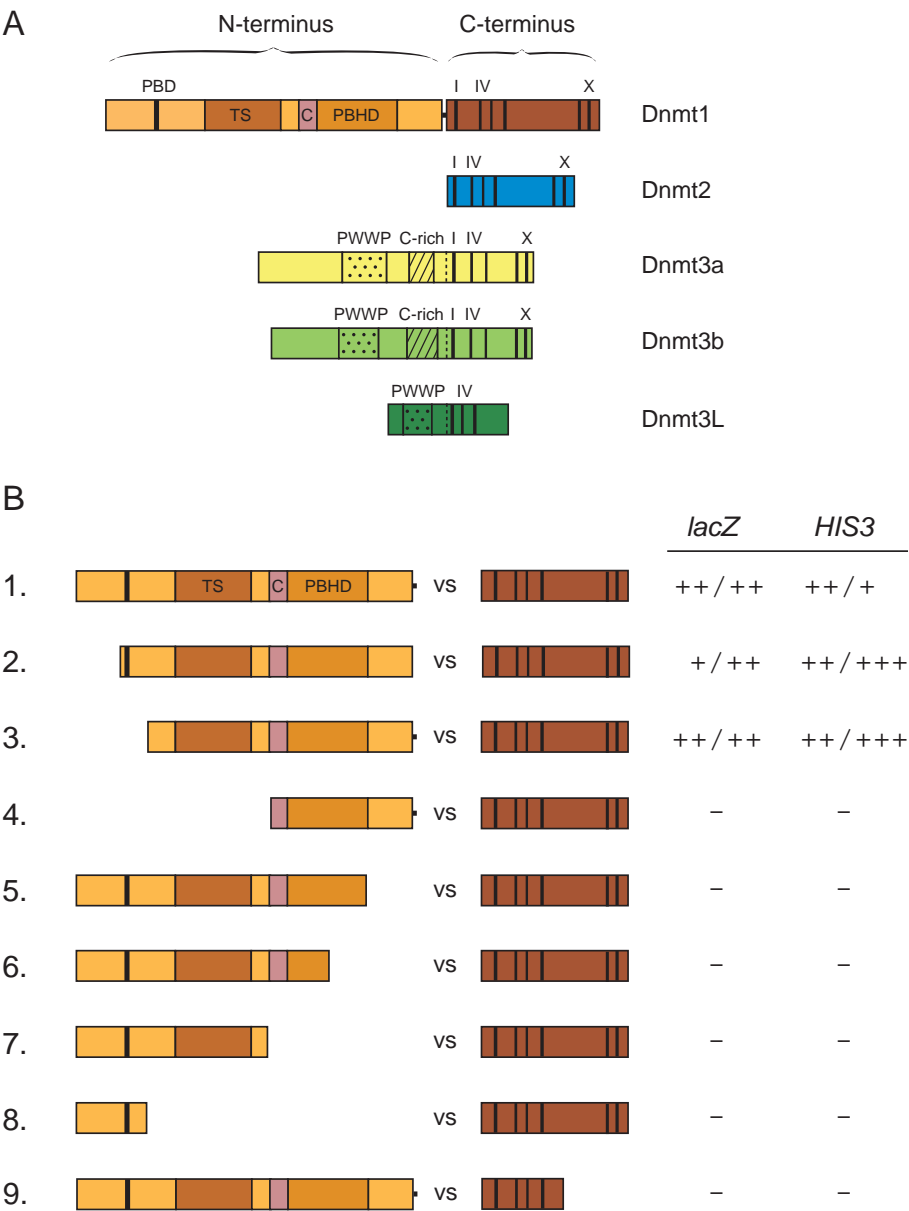 A
N-terminus C-terminus
PBD I IV X
TS C PBHD Dnmt1
I IV X
Dnmt2
PWWP C-rich I IV X
Dnmt3a
PWWP C-rich I IV X
Dnmt3b
PWWP IV
Dnmt3L
B
lacZ HIS3
1. TS C PBHD vs ++/++ ++/+
2. vs +/++ ++/+++
3. vs ++/++ ++/+++
4. vs – –
5. vs – –
6. vs – –
7. vs – –
8. vs – –
9. vs – –